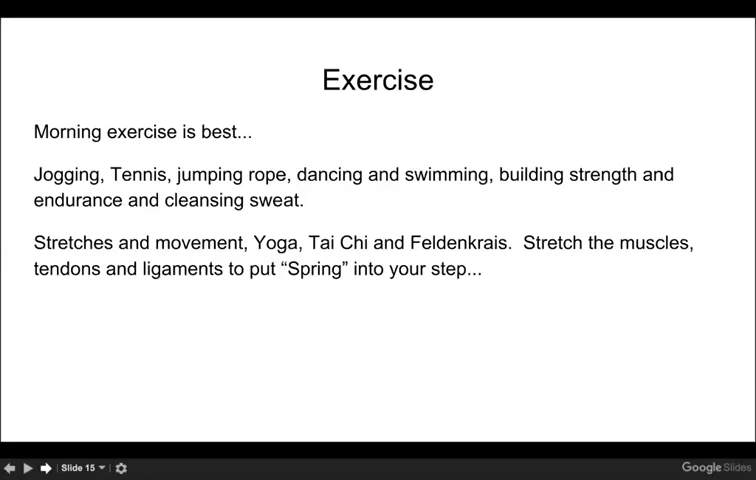 Exercise
Morning exercise is best...
Jogging, Tennis, jumping rope, dancing and swimming, building strength and
endurance and cleansing sweat.
Stretches and movement, Yoga, Tai Chi and Feldenkrais.  Stretch the muscles,
tendons and ligaments to put “Spring” into your step...
Slide 15
Google Slides